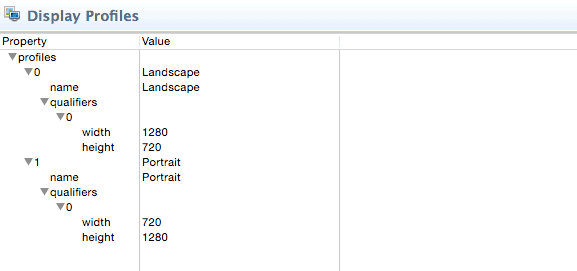 Display Profiles
Property Value
profiles
0 Landscape
name Landscape
qualifiers
0
width 1280
height 720
1 Portrait
name Portrait
qualifiers
0
width 720
height 1280